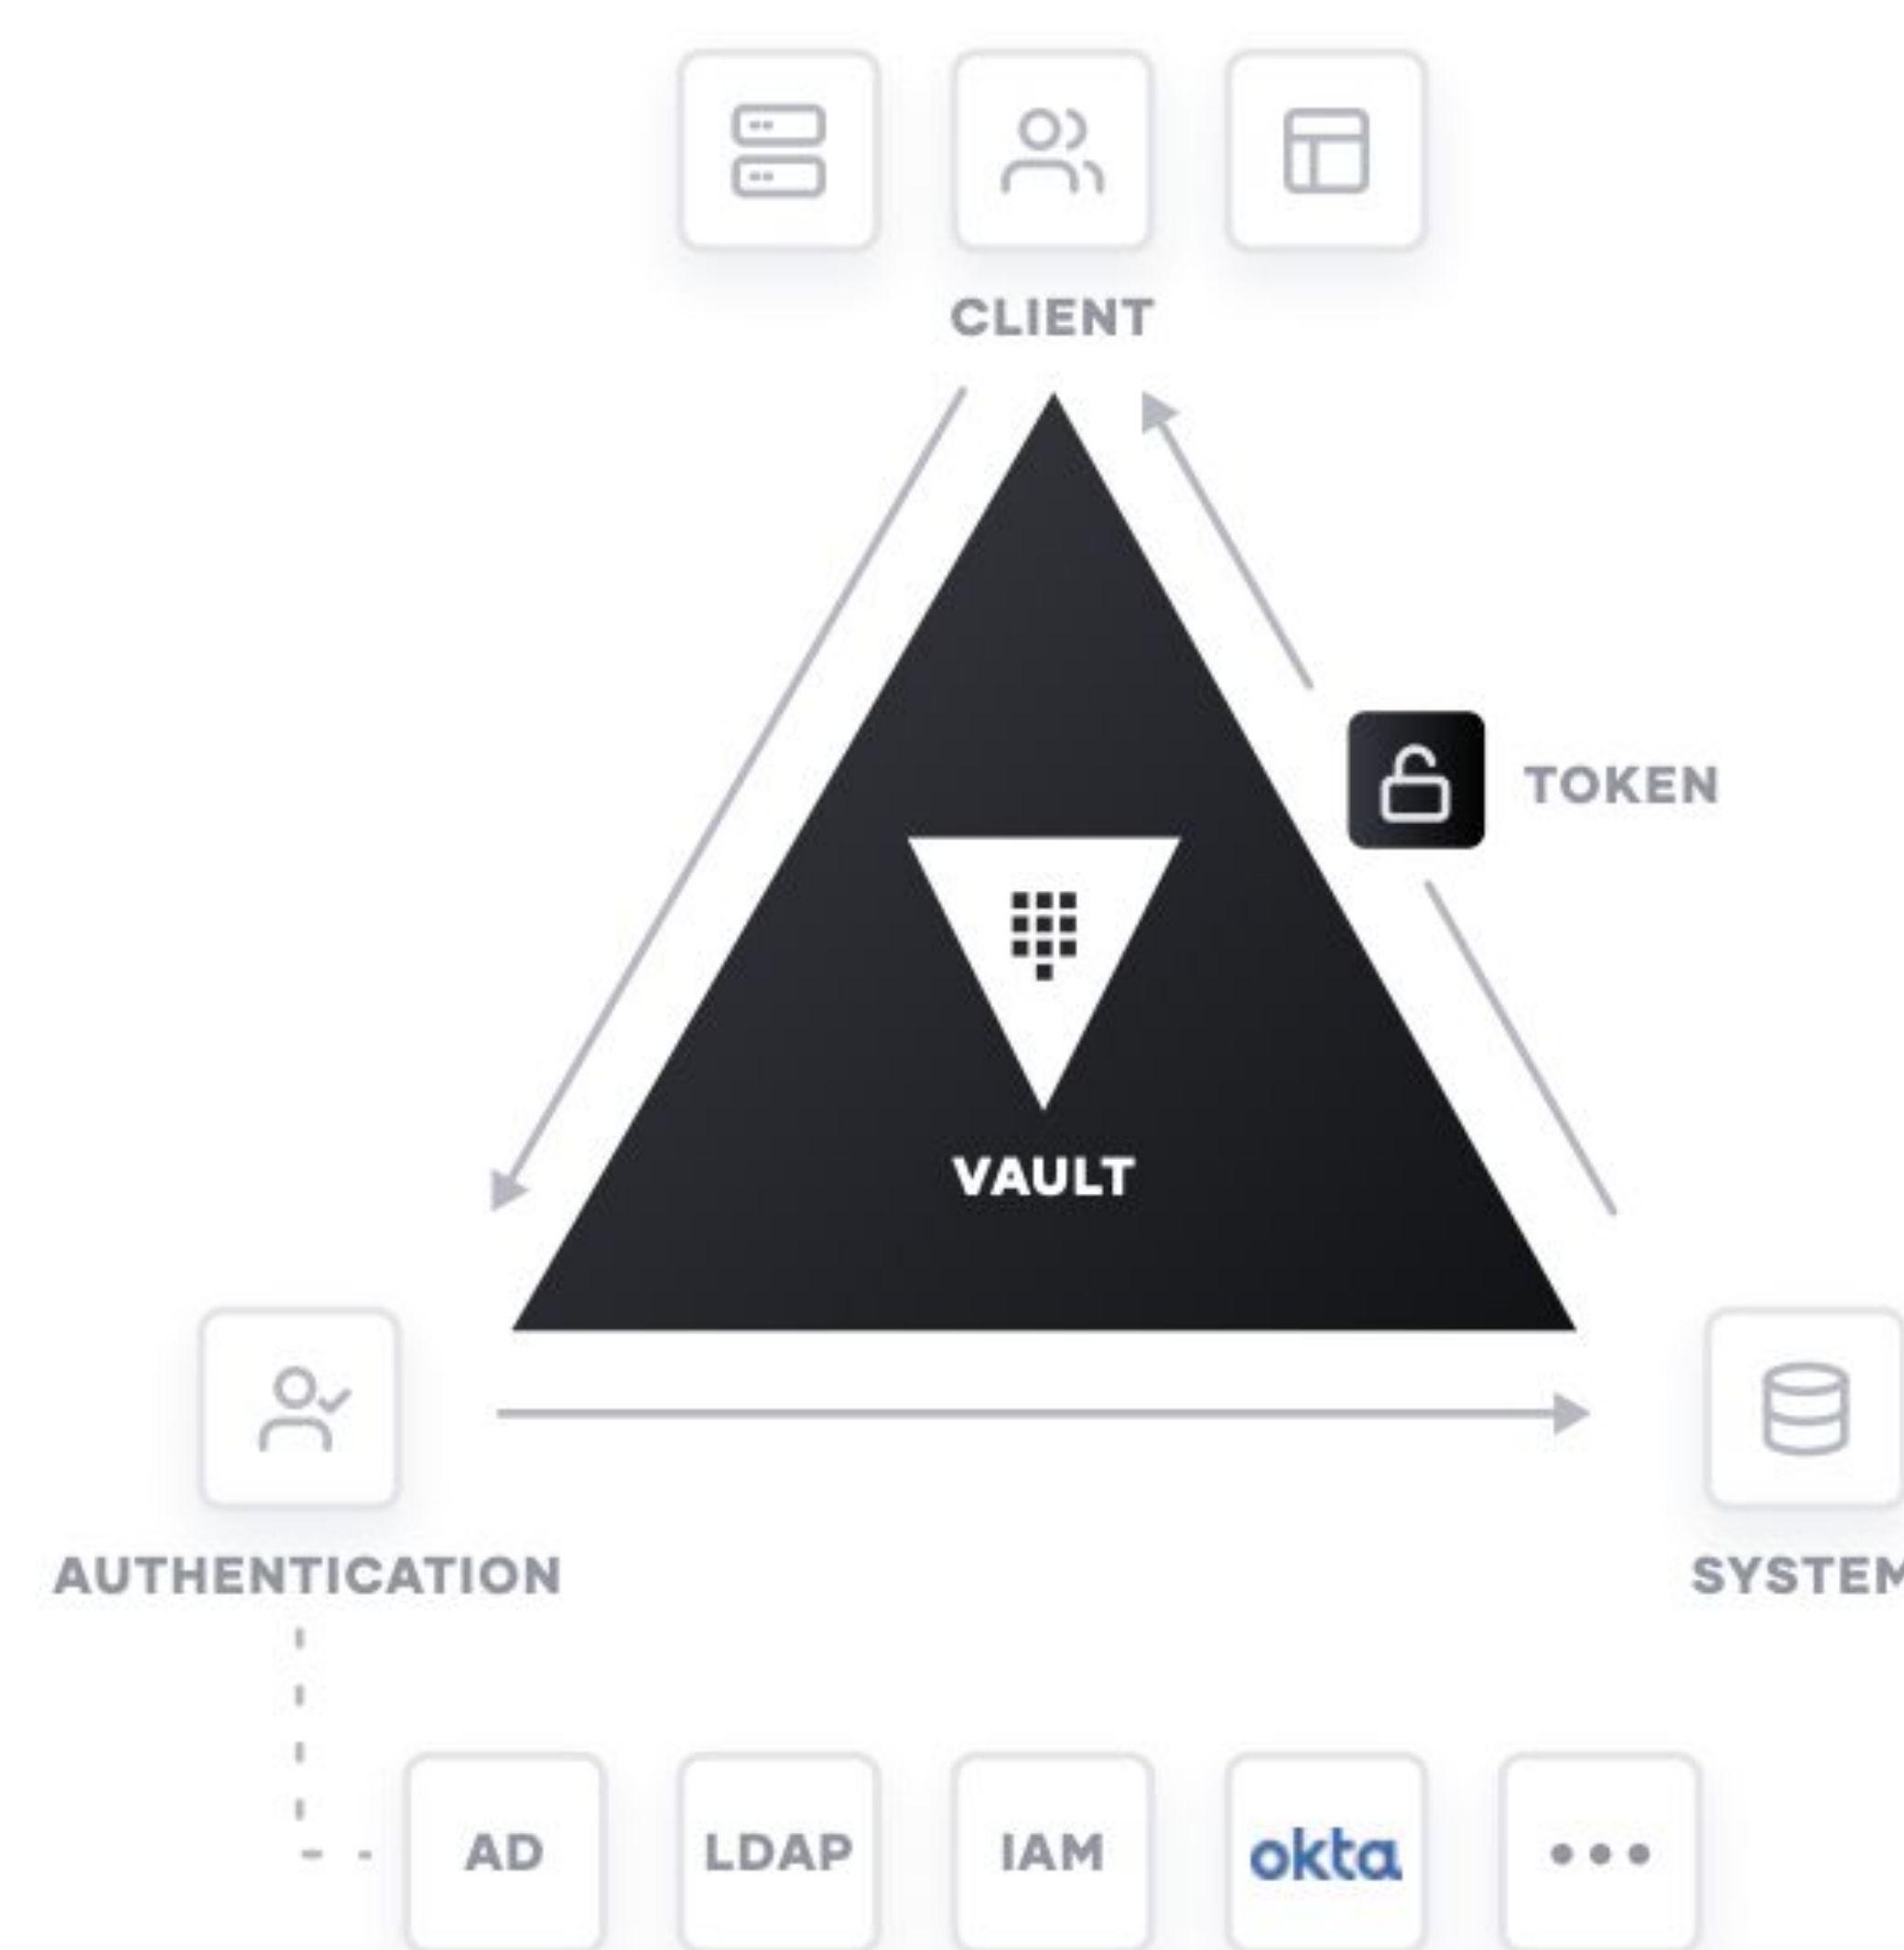 CLIENT
TOKEN
VAULT
AUTHENTICATION
SYSTEM
AD
LDAP
IAM
okta